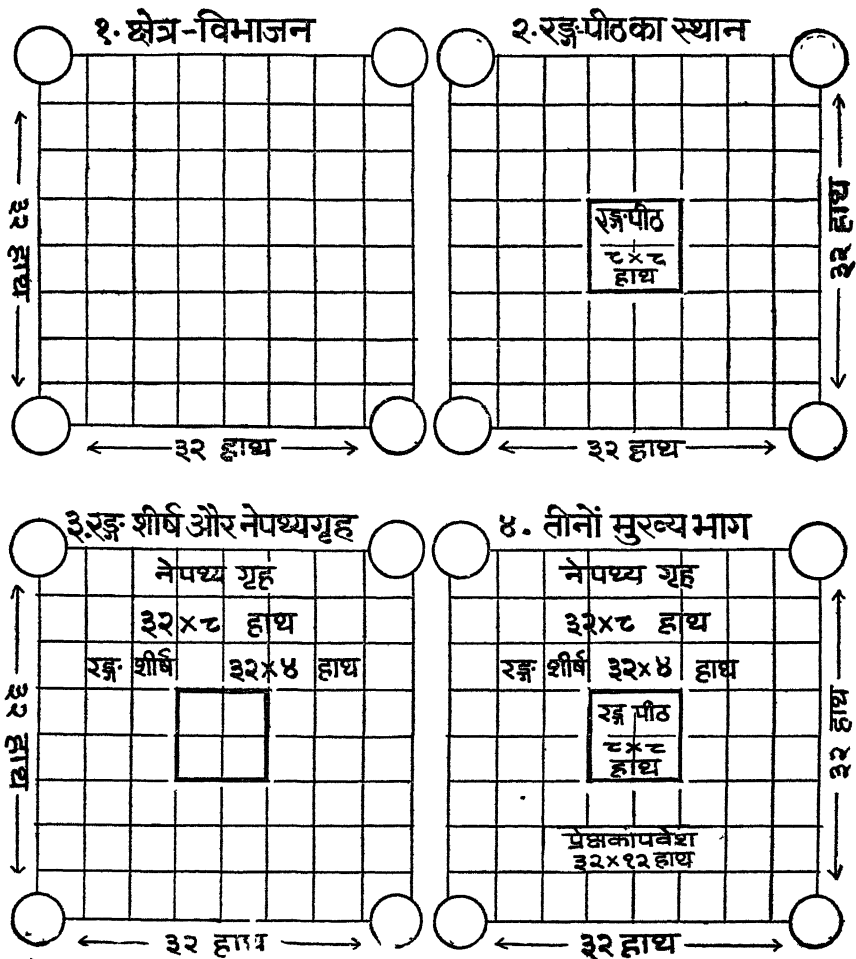 १. क्षेत्र-विभाजन
३२ हाथ
३२ हाथ
२. रङ्गपीठ का स्थान
रङ्गपीठ
८×८
हाथ
३२ हाथ
३२ हाथ
३. रङ्ग शीर्ष और नेपथ्यगृह
नेपथ्य गृह
३२×८ हाथ
रङ्ग शीर्ष ३२×४ हाथ
३२ हाथ
३२ हाथ
४. तीनों मुख्य भाग
नेपथ्य गृह
३२×८ हाथ
रङ्ग शीर्ष ३२×४ हाथ
रङ्ग पीठ
८×८
हाथ
प्रेक्षकोपवेश
३२×१२ हाथ
३२ हाथ
३२ हाथ